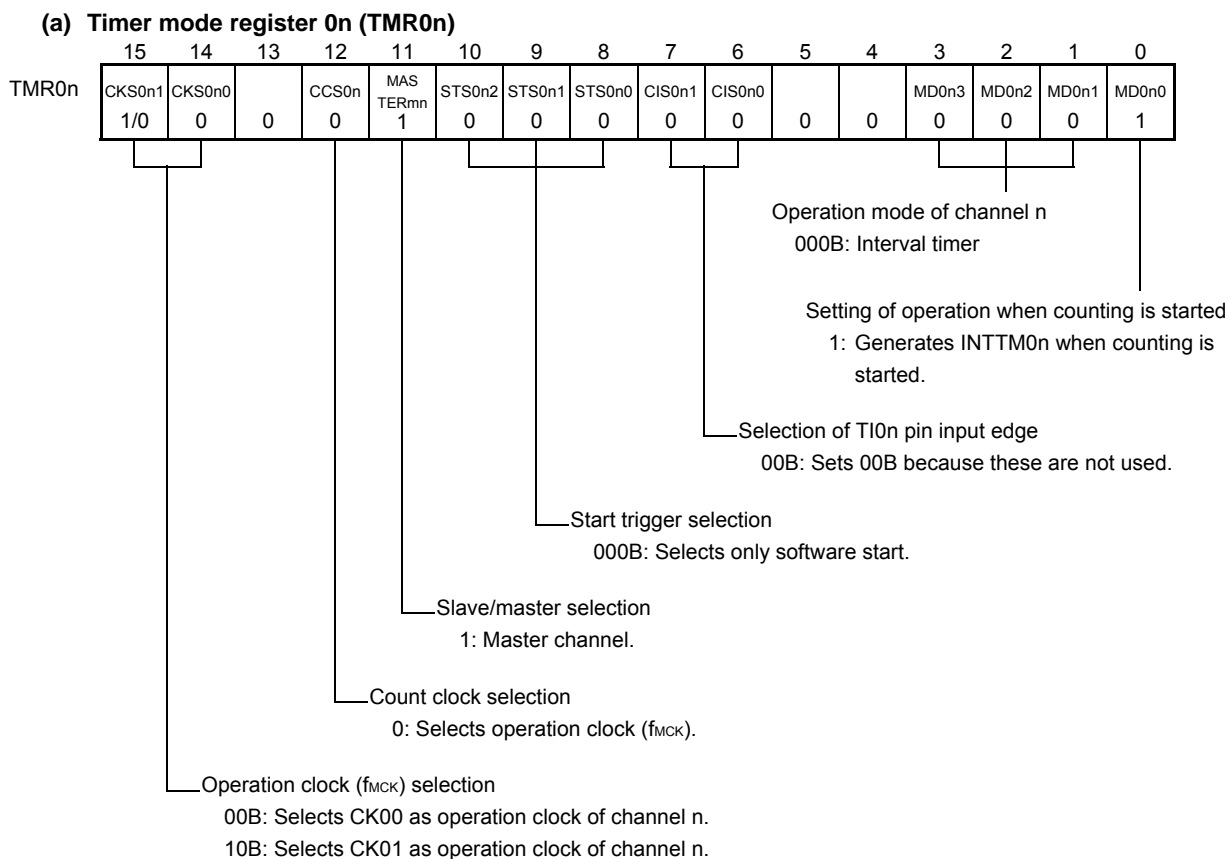 (a) Timer mode register 0n (TMR0n)
15 14 13 12 11 10 9 8 7 6 5 4 3 2 1 0
TMR0n CKS0n1 CKS0n0 CCS0n MAS TERmn STS0n2 STS0n1 STS0n0 CIS0n1 CIS0n0 MD0n3 MD0n2 MD0n1 MD0n0
1/0 0 0 0 1 0 0 0 0 0 0 0 0 0 0 1
Operation mode of channel n
000B: Interval timer
Setting of operation when counting is started
1: Generates INTTM0n when counting is
started.
Selection of TI0n pin input edge
00B: Sets 00B because these are not used.
Start trigger selection
000B: Selects only software start.
Slave/master selection
1: Master channel.
Count clock selection
0: Selects operation clock (fMCK).
Operation clock (fMCK) selection
00B: Selects CK00 as operation clock of channel n.
10B: Selects CK01 as operation clock of channel n.